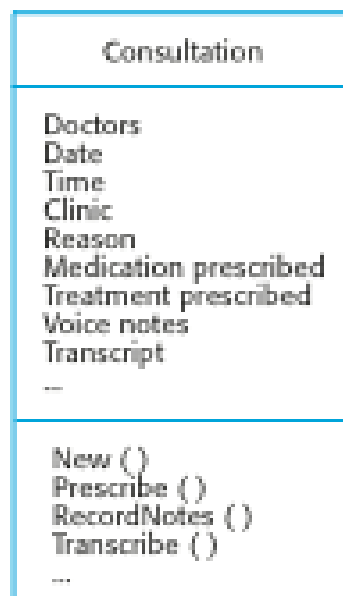 Consultation
Doctors
Date
Time
Clinic
Reason
Medication prescribed
Treatment prescribed
Voice notes
Transcript
...
New ( )
Prescribe ( )
RecordNotes ( )
Transcribe ( )
...